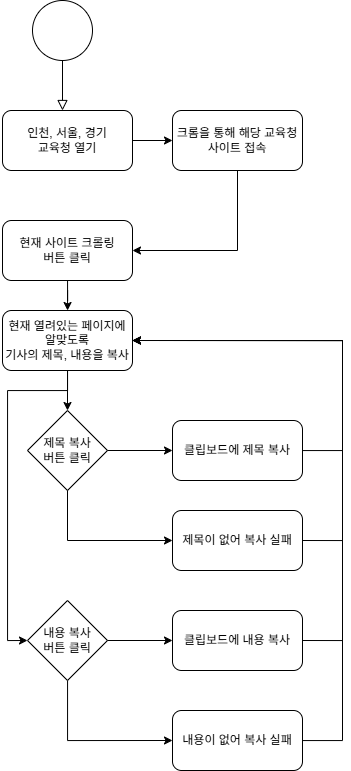 인천, 서울, 경기
교육청 열기
크롬을 통해 해당 교육청
사이트 접속
현재 사이트 크롤링
버튼 클릭
현재 열려있는 페이지에
알맞도록
기사의 제목, 내용을 복사
제목 복사
버튼 클릭
클립보드에 제목 복사
제목이 없어 복사 실패
내용 복사
버튼 클릭
클립보드에 내용 복사
내용이 없어 복사 실패